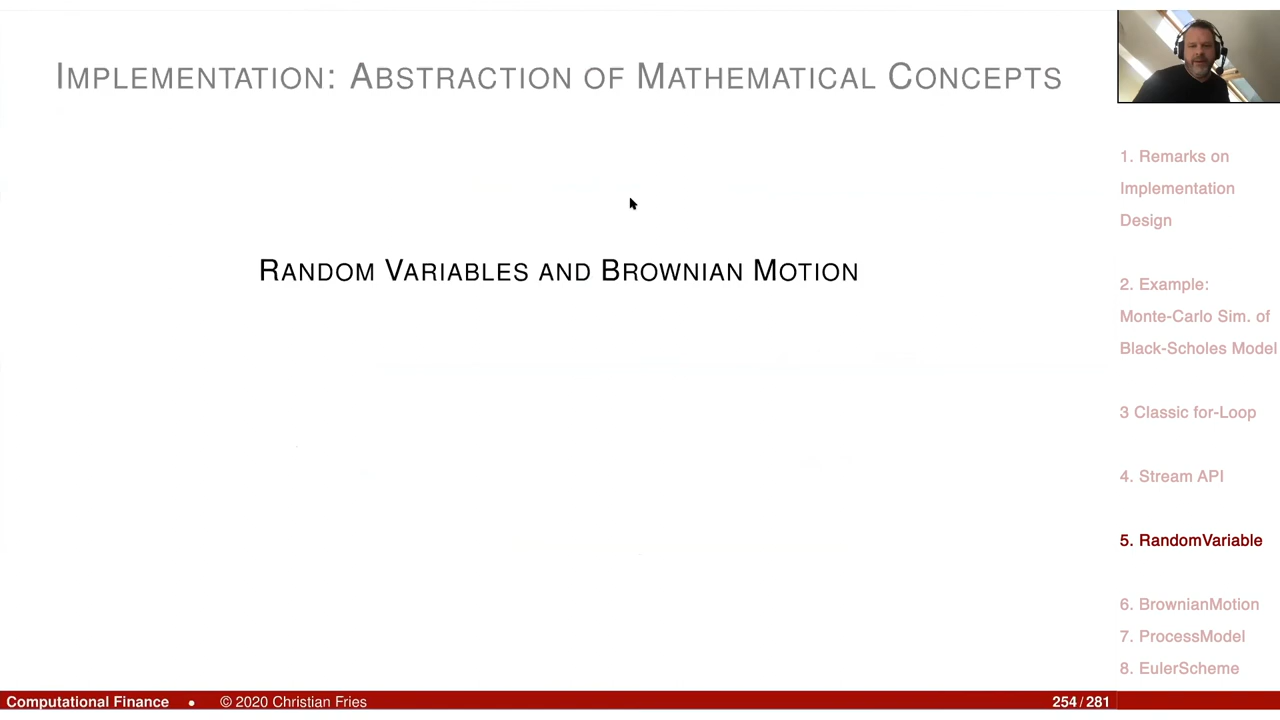 IMPLEMENTATION: ABSTRACTION OF MATHEMATICAL CONCEPTS
RANDOM VARIABLES AND BROWNIAN MOTION
1. Remarks on
Implementation
Design
2. Example:
Monte-Carlo Sim. of
Black-Scholes Model
3 Classic for-Loop
4. Stream API
5. RandomVariable
6. BrownianMotion
7. ProcessModel
8. EulerScheme
Computational Finance • © 2020 Christian Fries 254/281